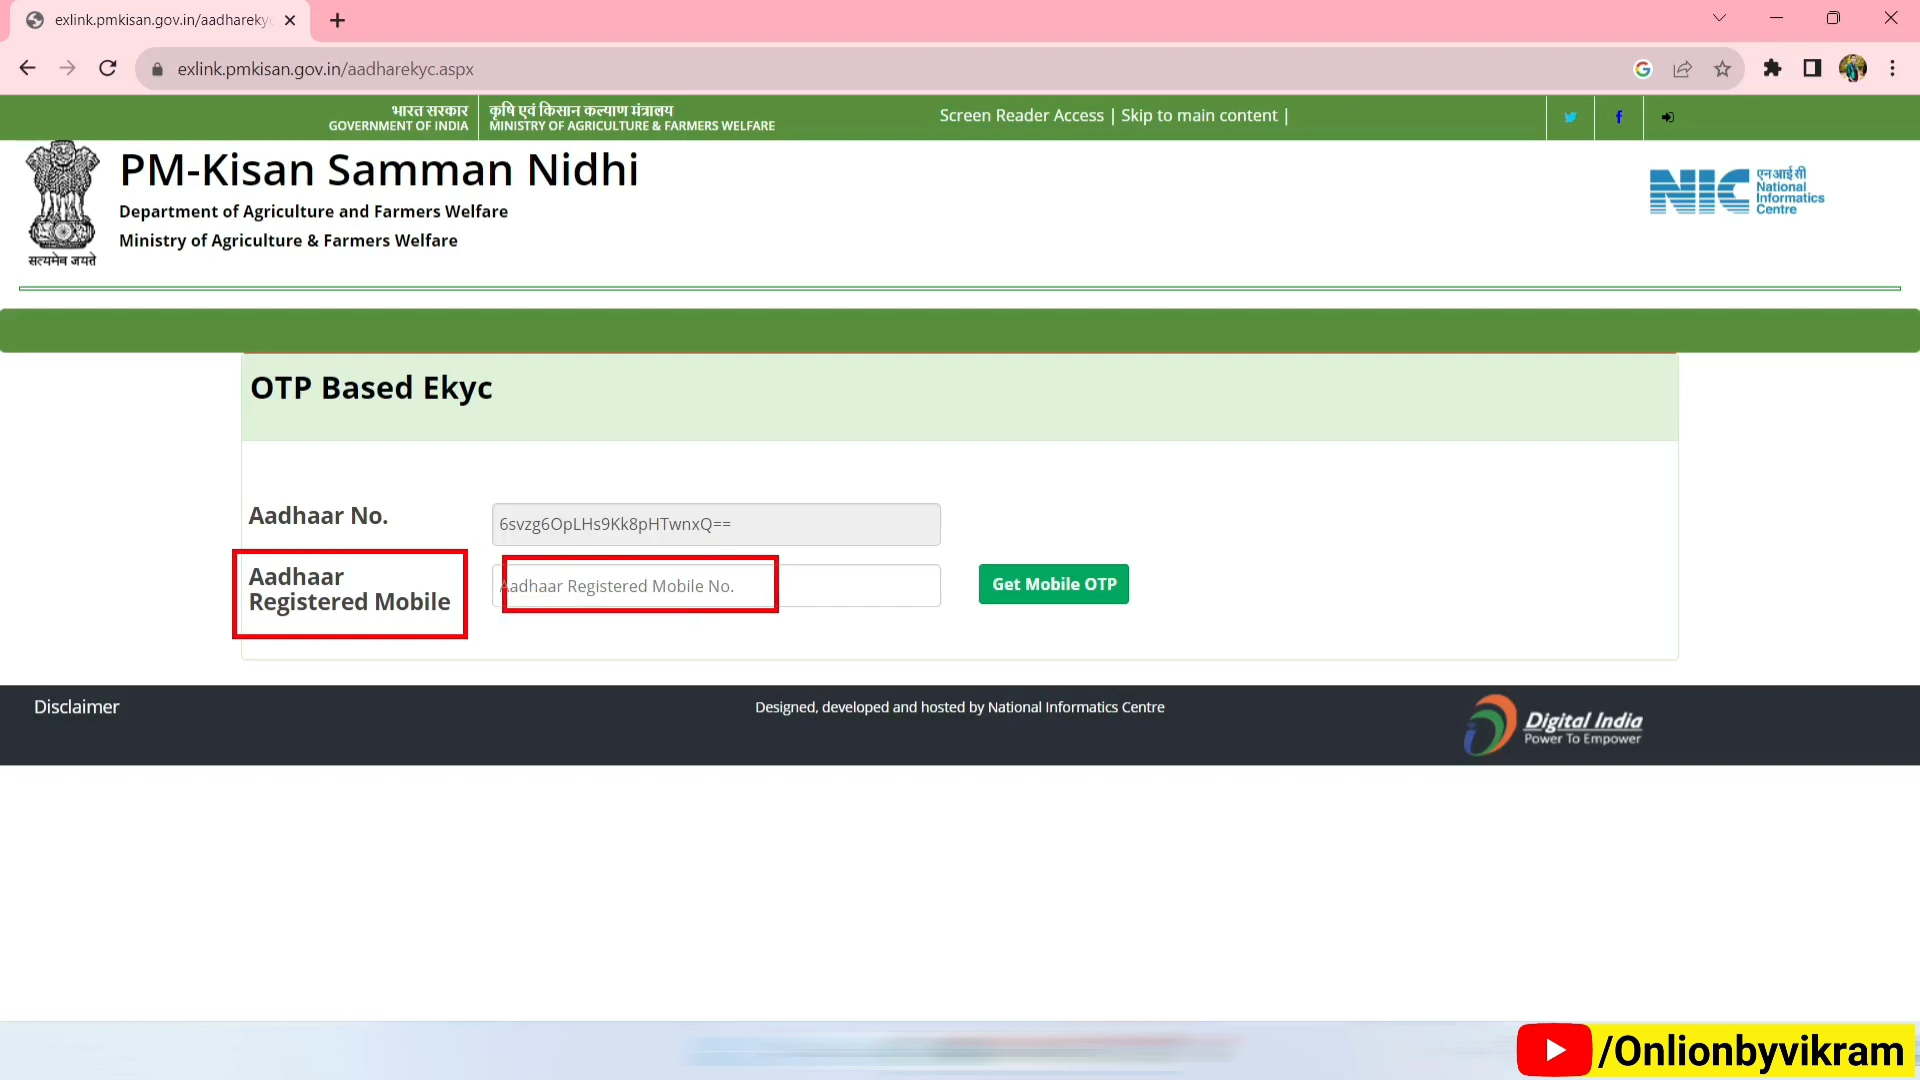 exlink.pmkisan.gov.in/aadhareky
exlink.pmkisan.gov.in/aadharekyc.aspx
भारत सरकार
GOVERNMENT OF INDIA
कृषि एवं किसान कल्याण मंत्रालय
MINISTRY OF AGRICULTURE & FARMERS WELFARE
Screen Reader Access | Skip to main content |
PM-Kisan Samman Nidhi
Department of Agriculture and Farmers Welfare
Ministry of Agriculture & Farmers Welfare
सत्यमेव जयते
NIC
एन आई सी
National
Informatics
Centre
OTP Based Ekyc
Aadhaar No.
6svzg6OpLHs9Kk8pHTwnxQ==
Aadhaar
Registered Mobile
Aadhaar Registered Mobile No.
Get Mobile OTP
Disclaimer
Designed, developed and hosted by National Informatics Centre
Digital India
Power To Empower
/Onlionbyvikram